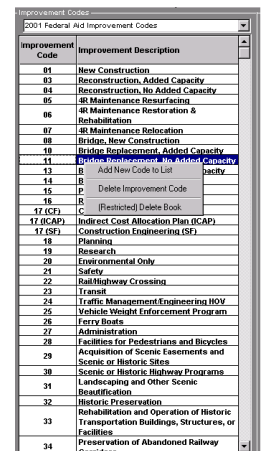 Improvement Codes
2001 Federal Aid Improvement Codes
Improvement Code Improvement Description
01 New Construction
03 Reconstruction, Added Capacity
04 Reconstruction, No Added Capacity
05 4R Maintenance Resurfacing
06 4R Maintenance Restoration &
Rehabilitation
07 4R Maintenance Relocation
08 Bridge, New Construction
10 Bridge Replacement, Added Capacity
11 Bridge Replacement, No Added Capacity
13 B
Add New Code to List
14 B
Delete Improvement Code
15 P
16 R
(Restricted) Delete Book
17 (CF) C
17 (ICAP) Indirect Cost Allocation Plan (ICAP)
17 (SF) Construction Engineering (SF)
18 Planning
19 Research
20 Environmental Only
21 Safety
22 Rail/Highway Crossing
23 Transit
24 Traffic Management/Engineering HOV
25 Vehicle Weight Enforcement Program
26 Ferry Boats
27 Administration
28 Facilities for Pedestrians and Bicycles
29 Acquisition of Scenic Easements and
Scenic or Historic Sites
30 Scenic or Historic Highway Programs
31 Landscaping and Other Scenic
Beautification
32 Historic Preservation
33 Rehabilitation and Operation of Historic
Transportation Buildings, Structures, or
Facilities
34 Preservation of Abandoned Railway